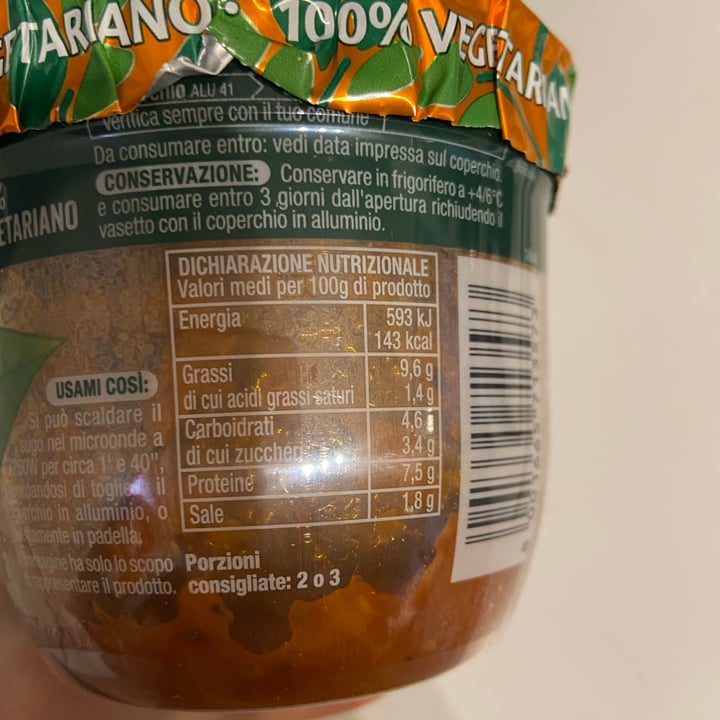 100% VEGETARIAN
ALU 41
verifica sempre con il tuo comune
Da consumare entro: vedi data impressa sul coperchio.
CONSERVAZIONE: Conservare in frigorifero a +4/6°C
e consumare entro 3 giorni dall'apertura richiudendo il
vasetto con il coperchio in alluminio.
ETARIANO
DICHIARAZIONE NUTRIZIONALE
Valori medi per 100g di prodotto
Energia 593 kJ
143 kcal
Grassi 9,6 g
di cui acidi grassi saturi 1,4 g
Carboidrati 4,6
di cui zuccheri 3,4 g
Proteine 7,5 g
Sale 1,8 g
Porzioni
consigliate: 2 o 3
USAMI COSÌ:
si può scaldare il
sugo nel microonde a
750W per circa 1' e 40",
il
in alluminio, o
in padella.
ha solo lo scopo
rappresentare il prodotto.